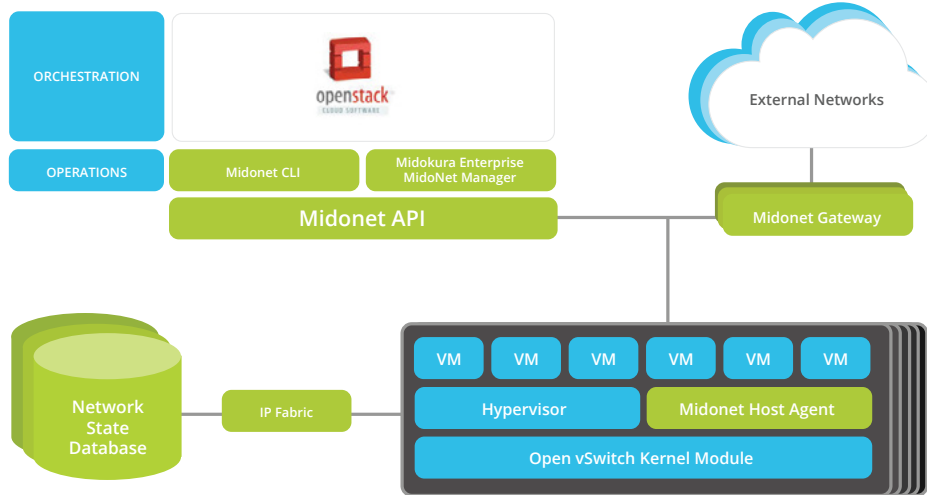 ORCHESTRATION
openstack
CLOUD SOFTWARE
External Networks
OPERATIONS
Midonet CLI
Midokura Enterprise
MidoNet Manager
Midonet API
Midonet Gateway
VM
VM
VM
VM
VM
VM
Network
State
Database
IP Fabric
Hypervisor
Midonet Host Agent
Open vSwitch Kernel Module